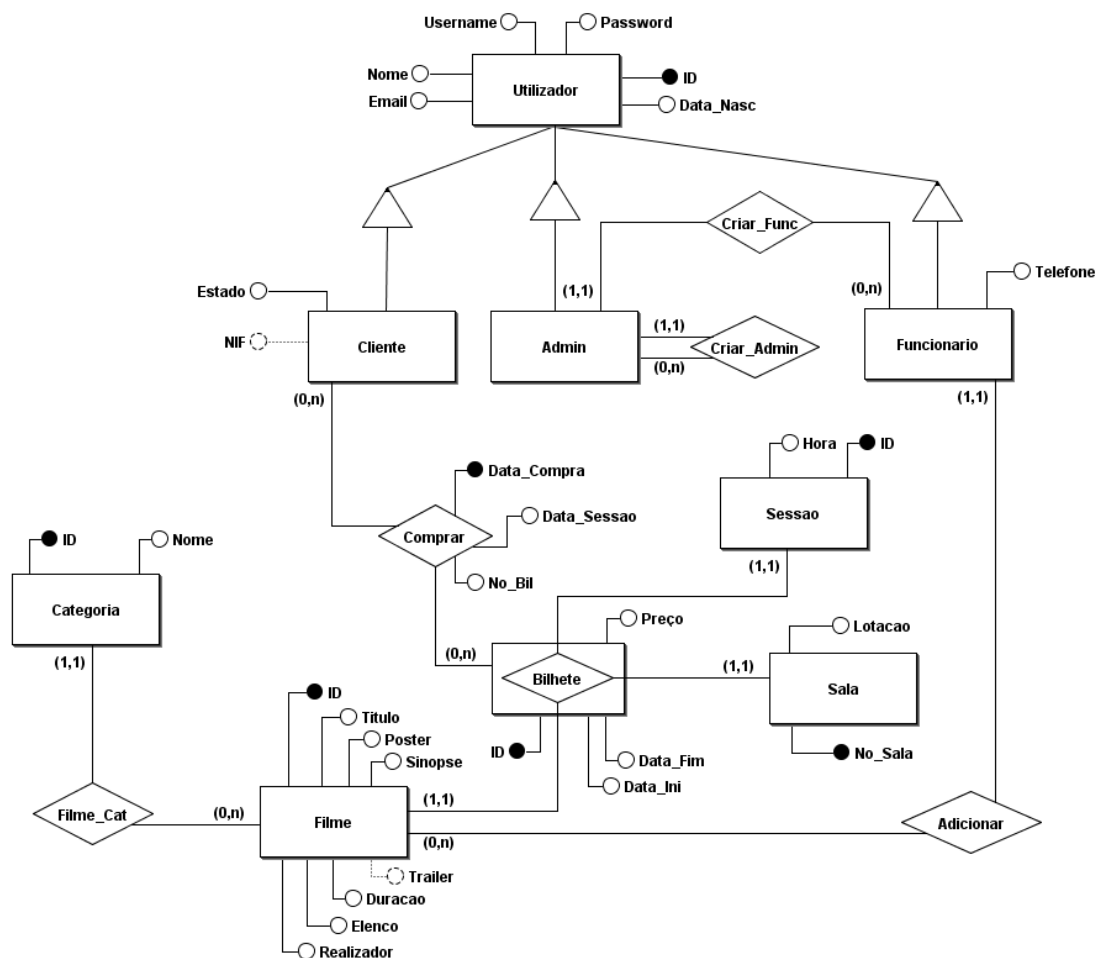 Username
Password
Nome
ID
Utilizador
Email
Data_Nasc
Criar_Func
Telefone
Estado
(1,1)
(0,n)
NIF
Cliente
Admin
(1,1)
Criar_Admin
(0,n)
Funcionario
(0,n)
(1,1)
Hora
ID
Data_Compra
Sessao
Data_Sessao
Comprar
ID
Nome
(1,1)
No_Bil
Categoria
Preço
Lotacao
(1,1)
(0,n)
(1,1)
Bilhete
Sala
ID
Titulo
Poster
ID
No_Sala
Sinopse
Data_Fim
Data_Ini
Filme_Cat
(0,n)
(1,1)
Filme
(0,n)
Adicionar
Trailer
Duracao
Elenco
Realizador